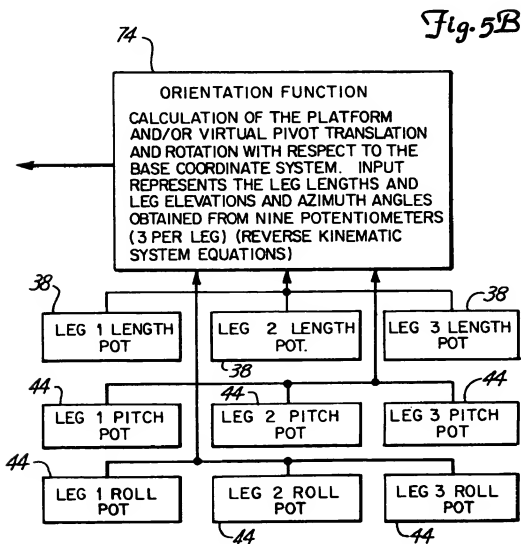 Fig. 5B
74
ORIENTATION FUNCTION
CALCULATION OF THE PLATFORM
AND/OR VIRTUAL PIVOT TRANSLATION
AND ROTATION WITH RESPECT TO THE
BASE COORDINATE SYSTEM. INPUT
REPRESENTS THE LEG LENGTHS AND
LEG ELEVATIONS AND AZIMUTH ANGLES
OBTAINED FROM NINE POTENTIOMETERS
(3 PER LEG) (REVERSE KINEMATIC
SYSTEM EQUATIONS)
38
38
LEG 1 LENGTH
POT
LEG 2 LENGTH
POT.
LEG 3 LENGTH
POT
38
44
44
44
LEG 1 PITCH
POT
LEG 2 PITCH
POT
LEG 3 PITCH
POT
44
LEG 1 ROLL
POT
LEG 2 ROLL
POT
LEG 3 ROLL
POT
44
44